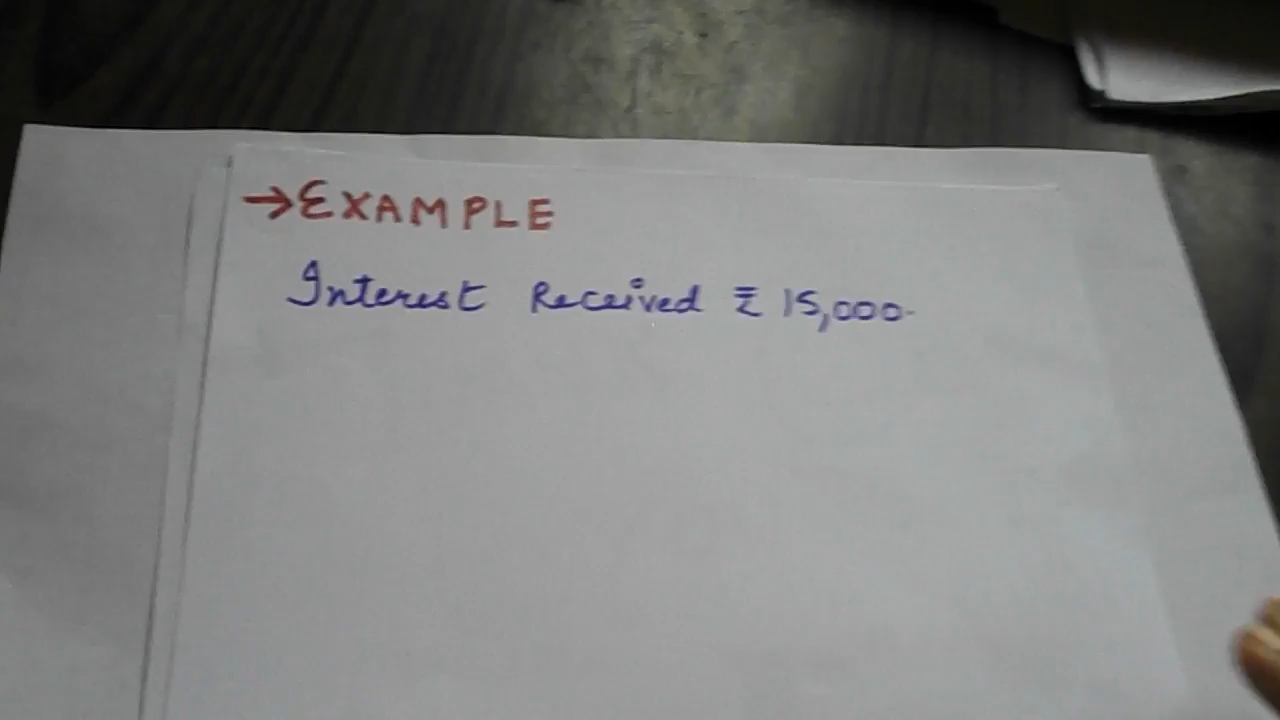 →EXAMPLE
Interest Received ₹ 15,000.